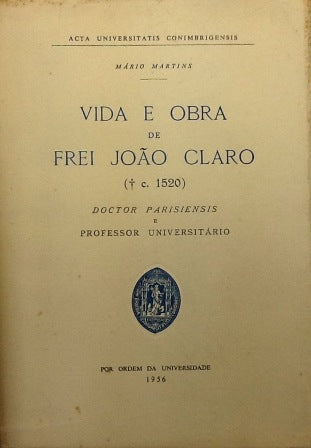 ACTA UNIVERSITATIS CONIMBRIGENSIS
MÁRIO MARTINS
VIDA E OBRA
DE
FREI JOÃO CLARO
(† c. 1520)
DOCTOR PARISIENSIS
E
PROFESSOR UNIVERSITÁRIO
POR ORDEM DA UNIVERSIDADE
1956